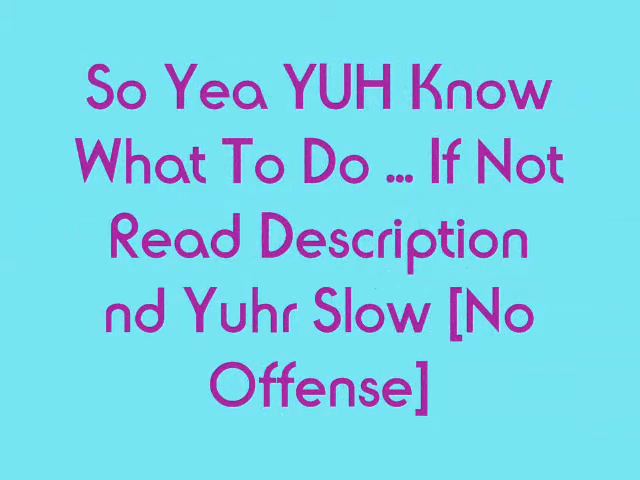 So Yea YUH Know
What To Do ... If Not
Read Description
nd Yuhr Slow [No
Offense]